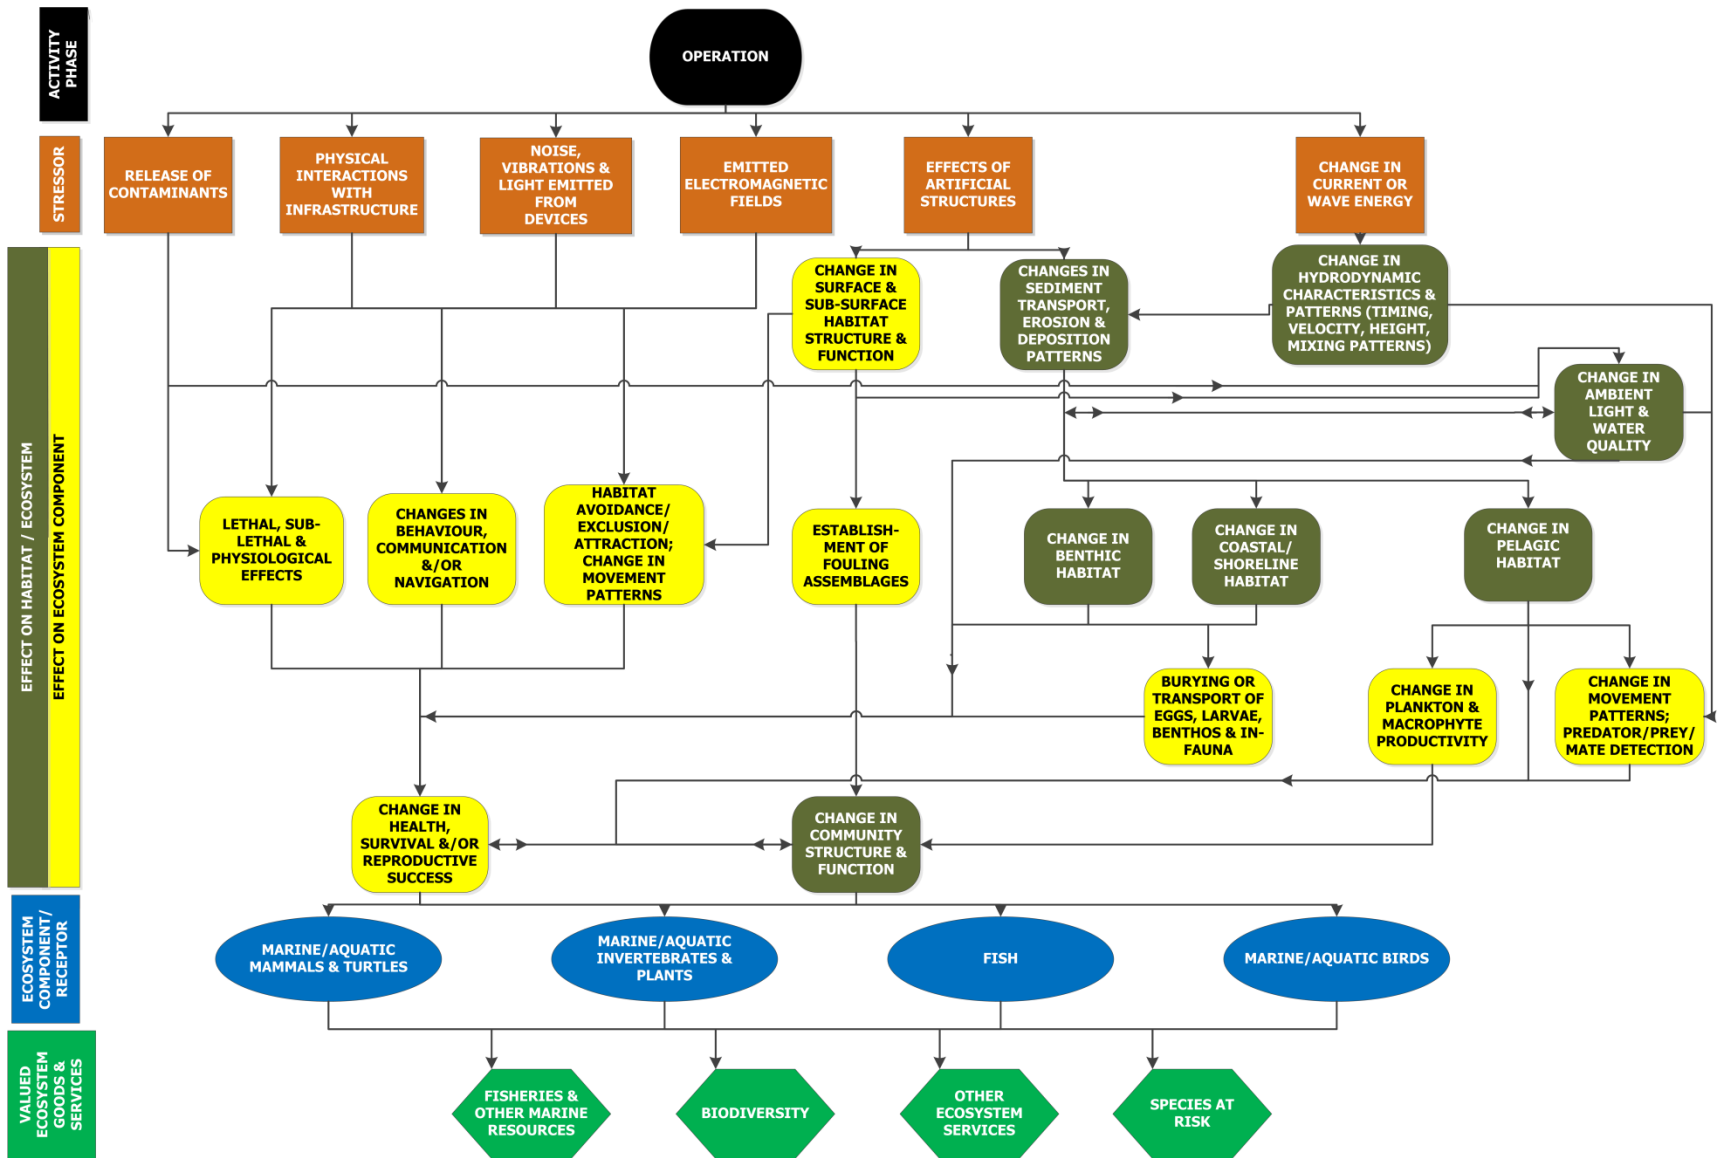 ACTIVITY
PHASE
OPERATION
STRESSOR
RELEASE OF
CONTAMINANTS
PHYSICAL
INTERACTIONS
WITH
INFRASTRUCTURE
NOISE,
VIBRATIONS &
LIGHT EMITTED
FROM
DEVICES
EMITTED
ELECTROMAGNETIC
FIELDS
EFFECTS OF
ARTIFICIAL
STRUCTURES
CHANGE IN
CURRENT OR
WAVE ENERGY
EFFECT ON HABITAT / ECOSYSTEM
EFFECT ON ECOSYSTEM COMPONENT
CHANGE IN
SURFACE &
SUB-SURFACE
HABITAT
STRUCTURE &
FUNCTION
CHANGES IN
SEDIMENT
TRANSPORT,
EROSION &
DEPOSITION
PATTERNS
CHANGE IN
HYDRODYNAMIC
CHARACTERISTICS &
PATTERNS (TIMING,
VELOCITY, HEIGHT,
MIXING PATTERNS)
CHANGE IN
AMBIENT
LIGHT &
WATER
QUALITY
LETHAL, SUB-
LETHAL &
PHYSIOLOGICAL
EFFECTS
CHANGES IN
BEHAVIOUR,
COMMUNICATION
&/OR
NAVIGATION
HABITAT
AVOIDANCE/
EXCLUSION/
ATTRACTION;
CHANGE IN
MOVEMENT
PATTERNS
ESTABLISH-
MENT OF
FOULING
ASSEMBLAGES
CHANGE IN
BENTHIC
HABITAT
CHANGE IN
COASTAL/
SHORELINE
HABITAT
CHANGE IN
PELAGIC
HABITAT
BURYING OR
TRANSPORT OF
EGGS, LARVAE,
BENTHOS & IN-
FAUNA
CHANGE IN
PLANKTON &
MACROPHYTE
PRODUCTIVITY
CHANGE IN
MOVEMENT
PATTERNS;
PREDATOR/PREY/
MATE DETECTION
CHANGE IN
HEALTH,
SURVIVAL &/OR
REPRODUCTIVE
SUCCESS
CHANGE IN
COMMUNITY
STRUCTURE &
FUNCTION
ECOSYSTEM
COMPONENT/
RECEPTOR
MARINE/AQUATIC
MAMMALS & TURTLES
MARINE/AQUATIC
INVERTEBRATES &
PLANTS
FISH
MARINE/AQUATIC BIRDS
VALUED
ECOSYSTEM
GOODS &
SERVICES
FISHERIES &
OTHER MARINE
RESOURCES
BIODIVERSITY
OTHER
ECOSYSTEM
SERVICES
SPECIES AT
RISK